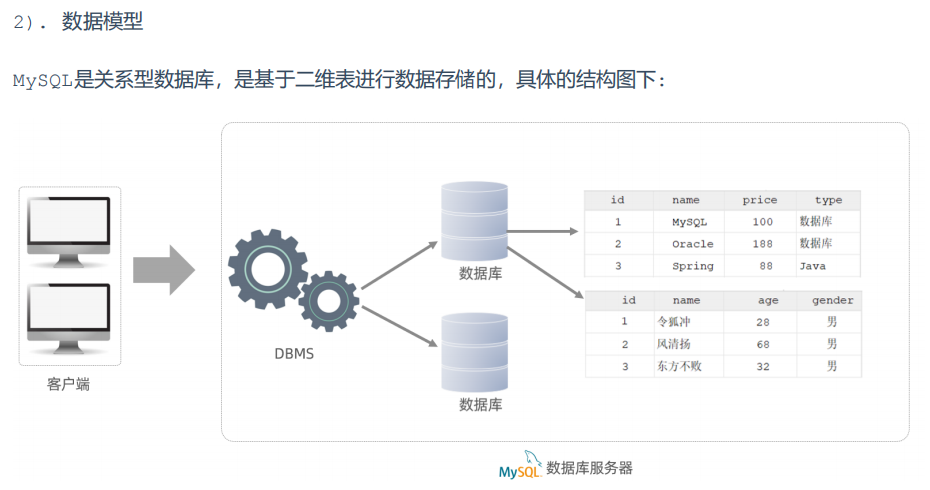 2). 数据模型
MySQL是关系型数据库，是基于二维表进行数据存储的，具体的结构图下：
id name price type
1 MySQL 100 数据库
2 Oracle 188 数据库
3 Spring 88 Java
数据库
id name age gender
1 令狐冲 28 男
2 风清扬 68 男
3 东方不败 32 男
DBMS
客户端
数据库
MySQL 数据库服务器